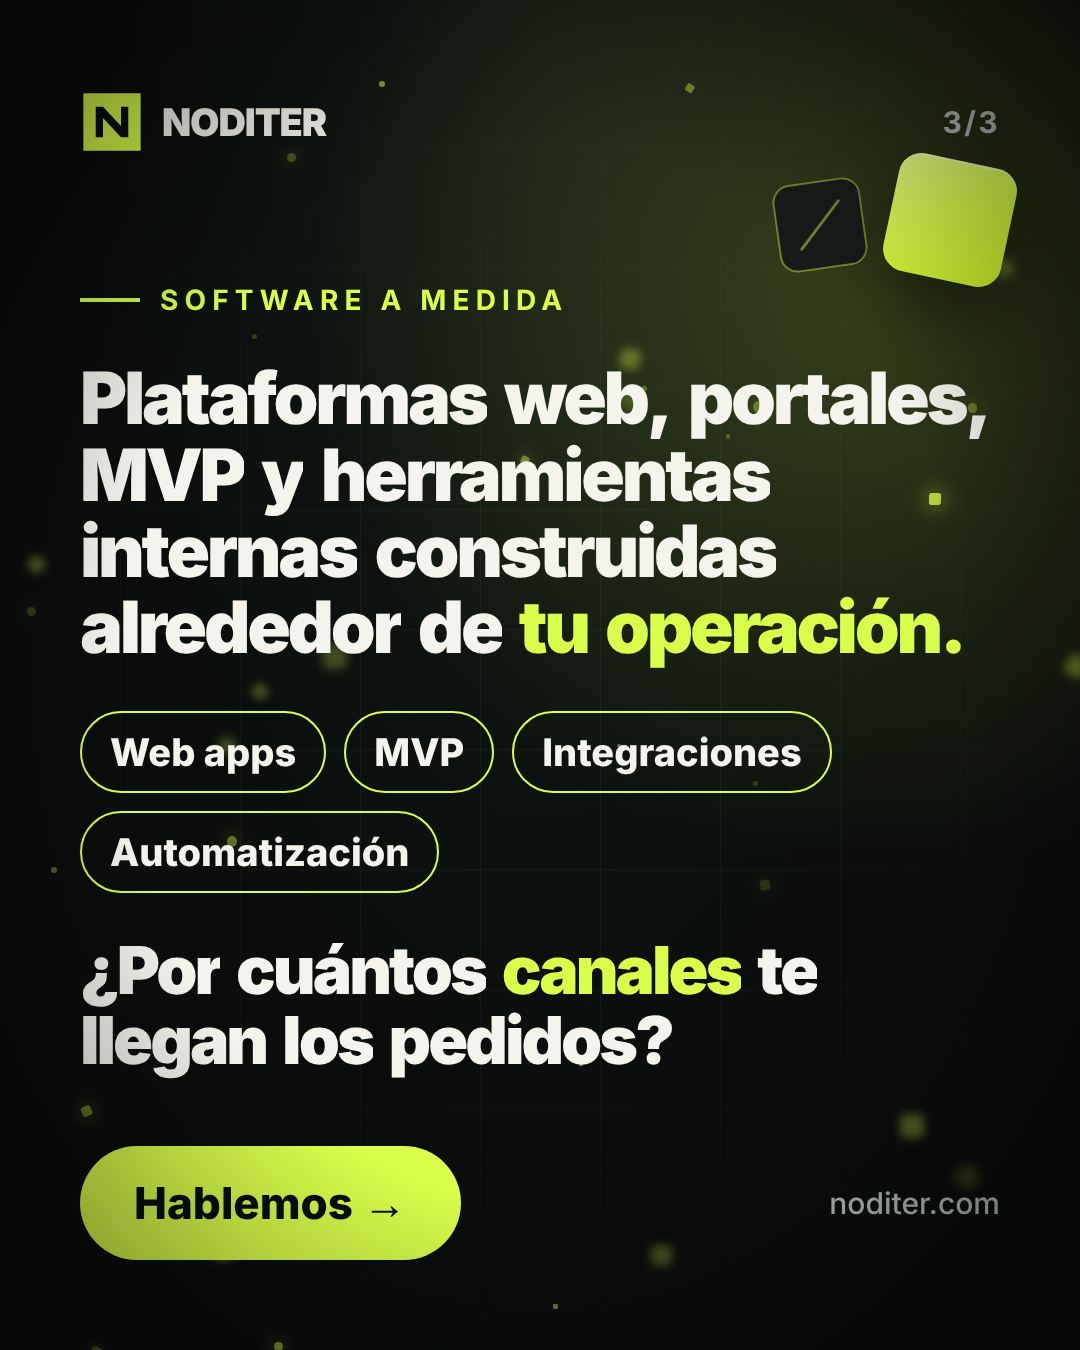 N NODITER
3/3
SOFTWARE A MEDIDA
Plataformas web, portales,
MVP y herramientas
internas construidas
alrededor de tu operación.
Web apps MVP Integraciones
Automatización
¿Por cuántos canales te
llegan los pedidos?
Hablemos →
noditer.com